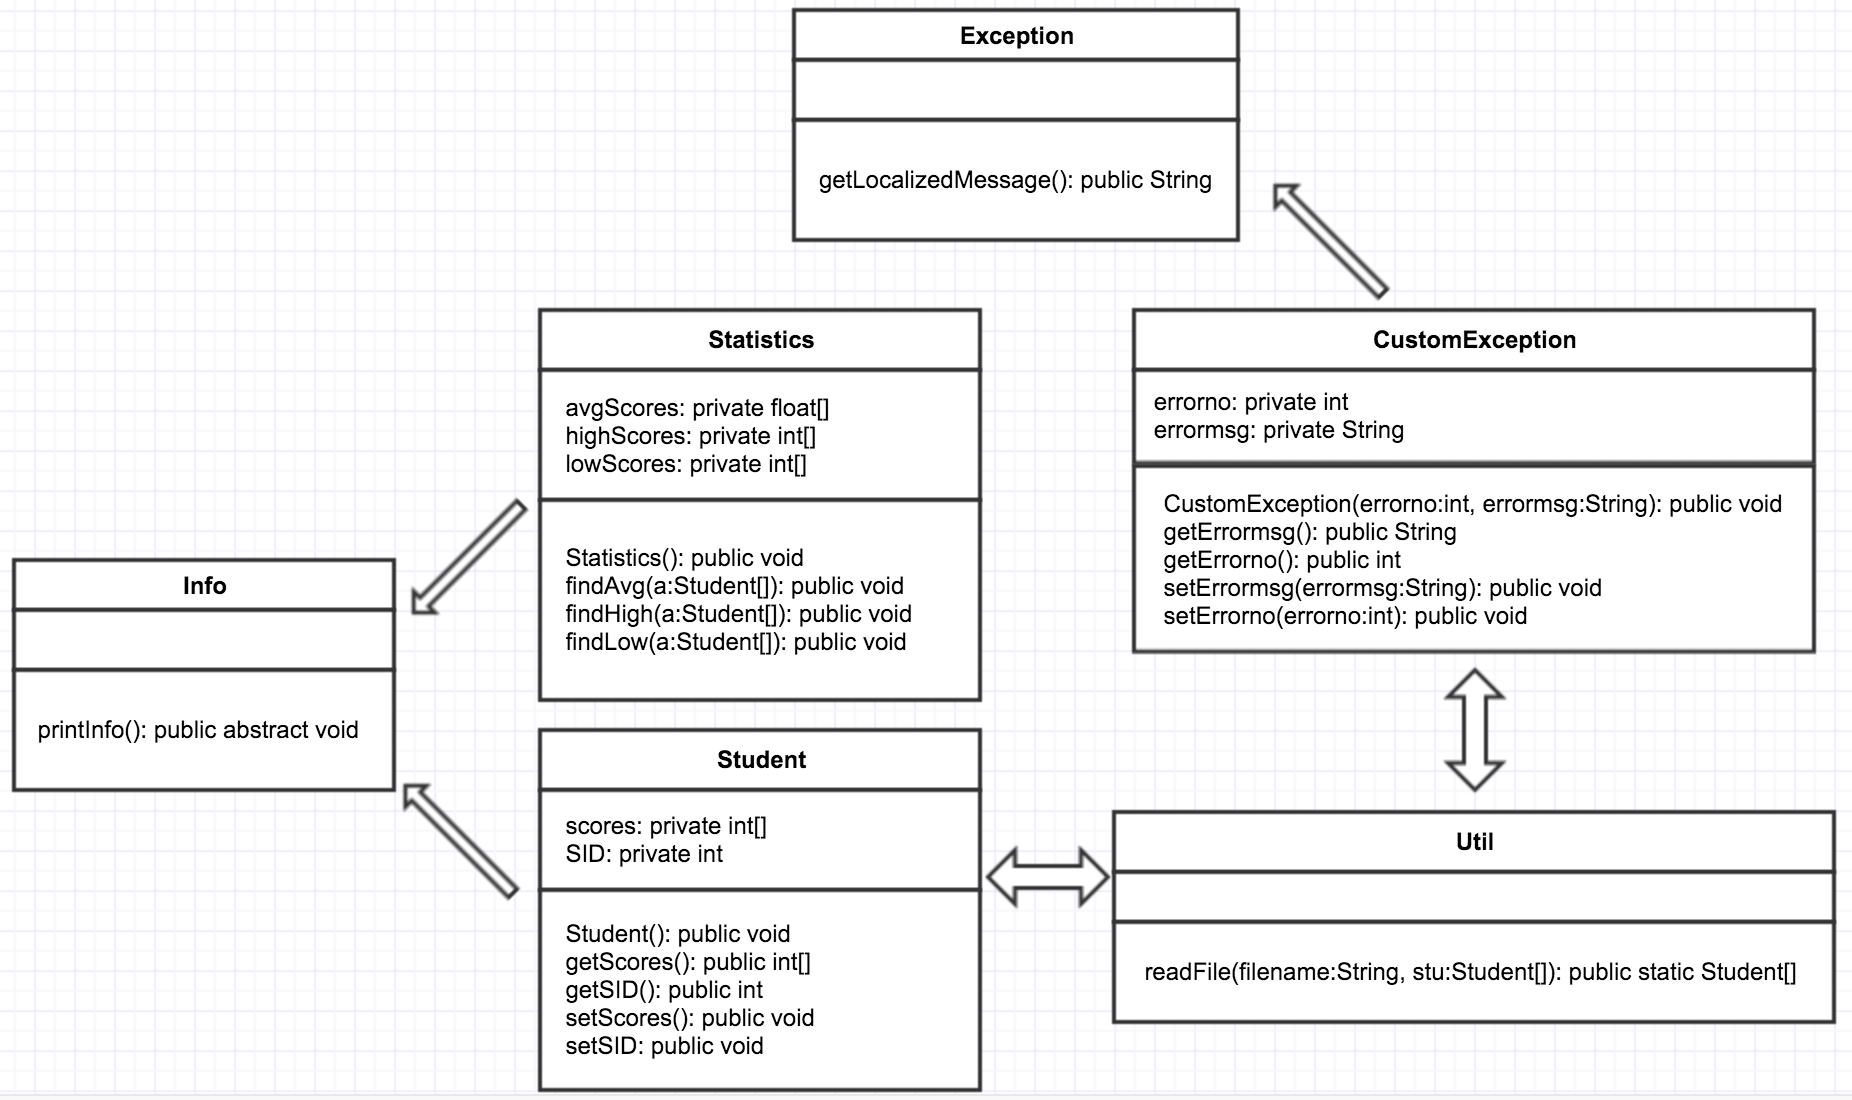 Exception
getLocalizedMessage(): public String
Statistics
avgScores: private float[]
highScores: private int[]
lowScores: private int[]
Statistics(): public void
findAvg(a:Student[]): public void
findHigh(a:Student[]): public void
findLow(a:Student[]): public void
CustomException
errorno: private int
errormsg: private String
CustomException(errorno:int, errormsg:String): public void
getErrormsg(): public String
getErrorno(): public int
setErrormsg(errormsg:String): public void
setErrorno(errorno:int): public void
Info
printInfo(): public abstract void
Student
scores: private int[]
SID: private int
Student(): public void
getScores(): public int[]
getSID(): public int
setScores(): public void
setSID: public void
Util
readFile(filename:String, stu:Student[]): public static Student[]